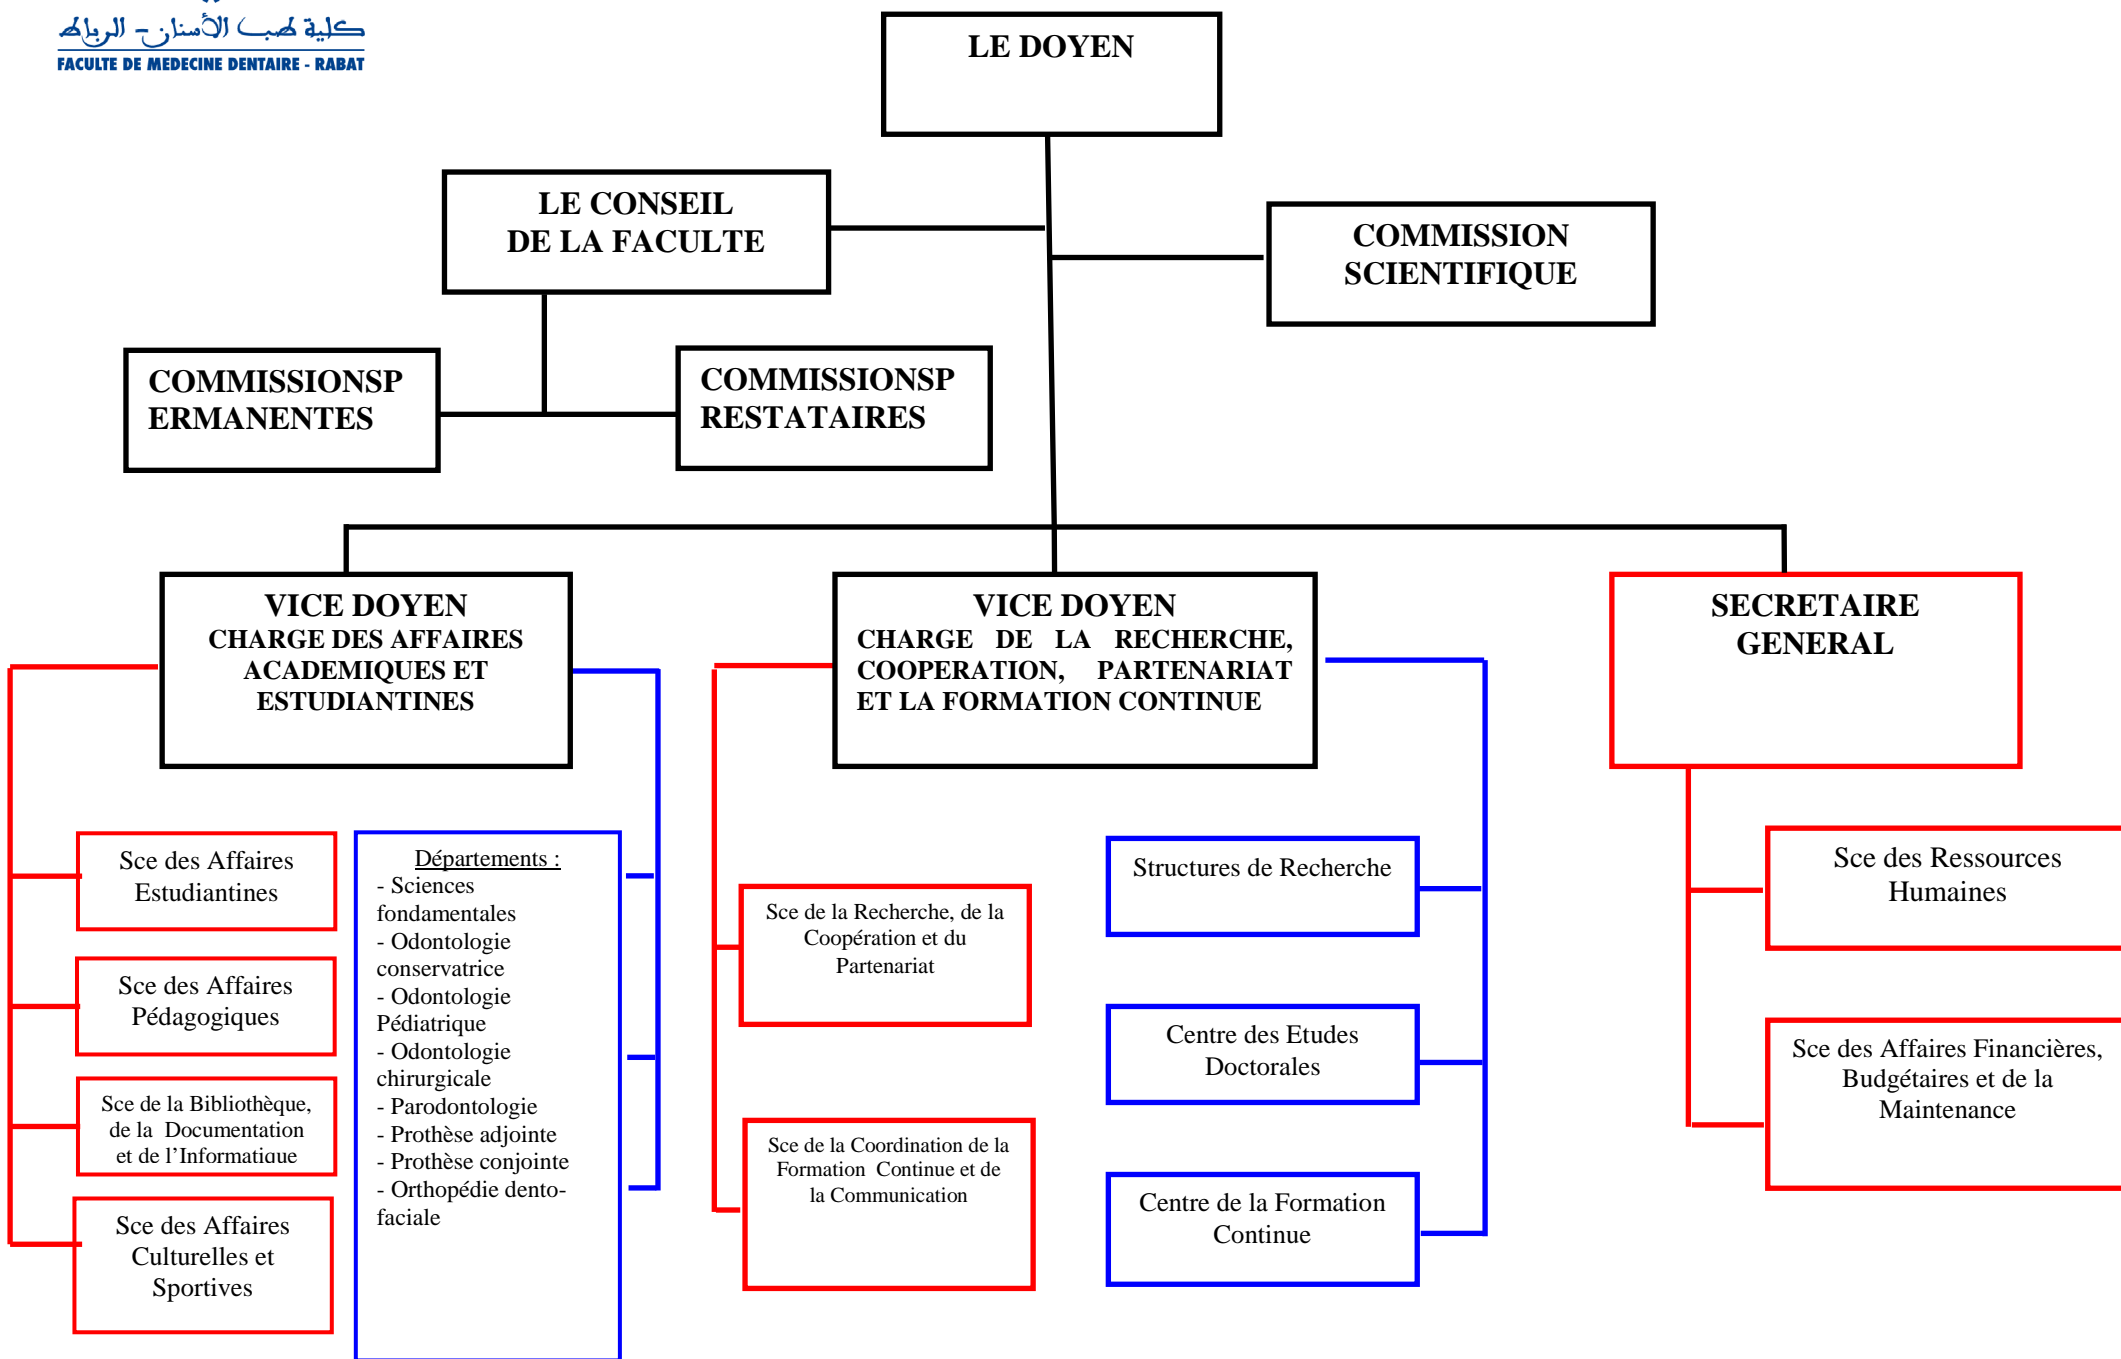 كلية طب الأسنان - الرباط
FACULTE DE MEDECINE DENTAIRE - RABAT
LE DOYEN
LE CONSEIL
DE LA FACULTE
COMMISSION
SCIENTIFIQUE
COMMISSIONSP
ERMANENTES
COMMISSIONSP
RESTATAIRES
VICE DOYEN
CHARGE DES AFFAIRES
ACADEMIQUES ET
ESTUDIANTINES
VICE DOYEN
CHARGE DE LA RECHERCHE,
COOPERATION, PARTENARIAT
ET LA FORMATION CONTINUE
SECRETAIRE
GENERAL
Sce des Affaires
Estudiantines
Sce des Affaires
Pédagogiques
Sce de la Bibliothèque,
de la Documentation
et de l’Informatique
Sce des Affaires
Culturelles et
Sportives
Départements :
- Sciences
fondamentales
- Odontologie
conservatrice
- Odontologie
Pédiatrique
- Odontologie
chirurgicale
- Parodontologie
- Prothèse adjointe
- Prothèse conjointe
- Orthopédie dento-
faciale
Sce de la Recherche, de la
Coopération et du
Partenariat
Sce de la Coordination de la
Formation Continue et de
la Communication
Structures de Recherche
Centre des Etudes
Doctorales
Centre de la Formation
Continue
Sce des Ressources
Humaines
Sce des Affaires Financières,
Budgétaires et de la
Maintenance